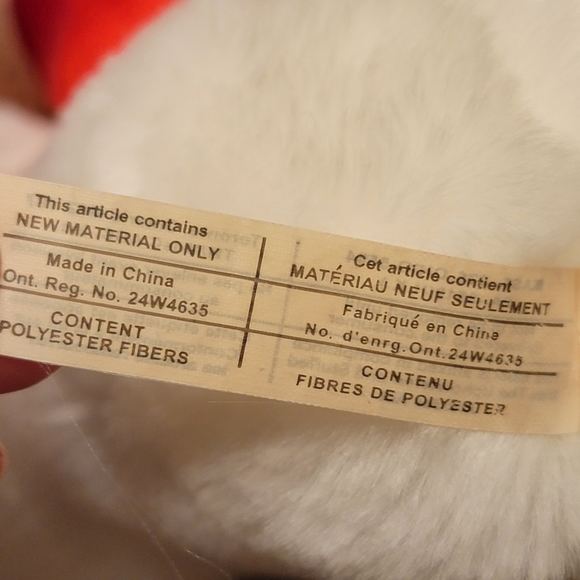 This article contains
NEW MATERIAL ONLY
Made in China
Ont. Reg. No. 24W4635
CONTENT
POLYESTER FIBERS
Cet article contient
MATÉRIAU NEUF SEULEMENT
Fabriqué en Chine
No. d'enrg.Ont.24W4635
CONTENU
FIBRES DE POLYESTER